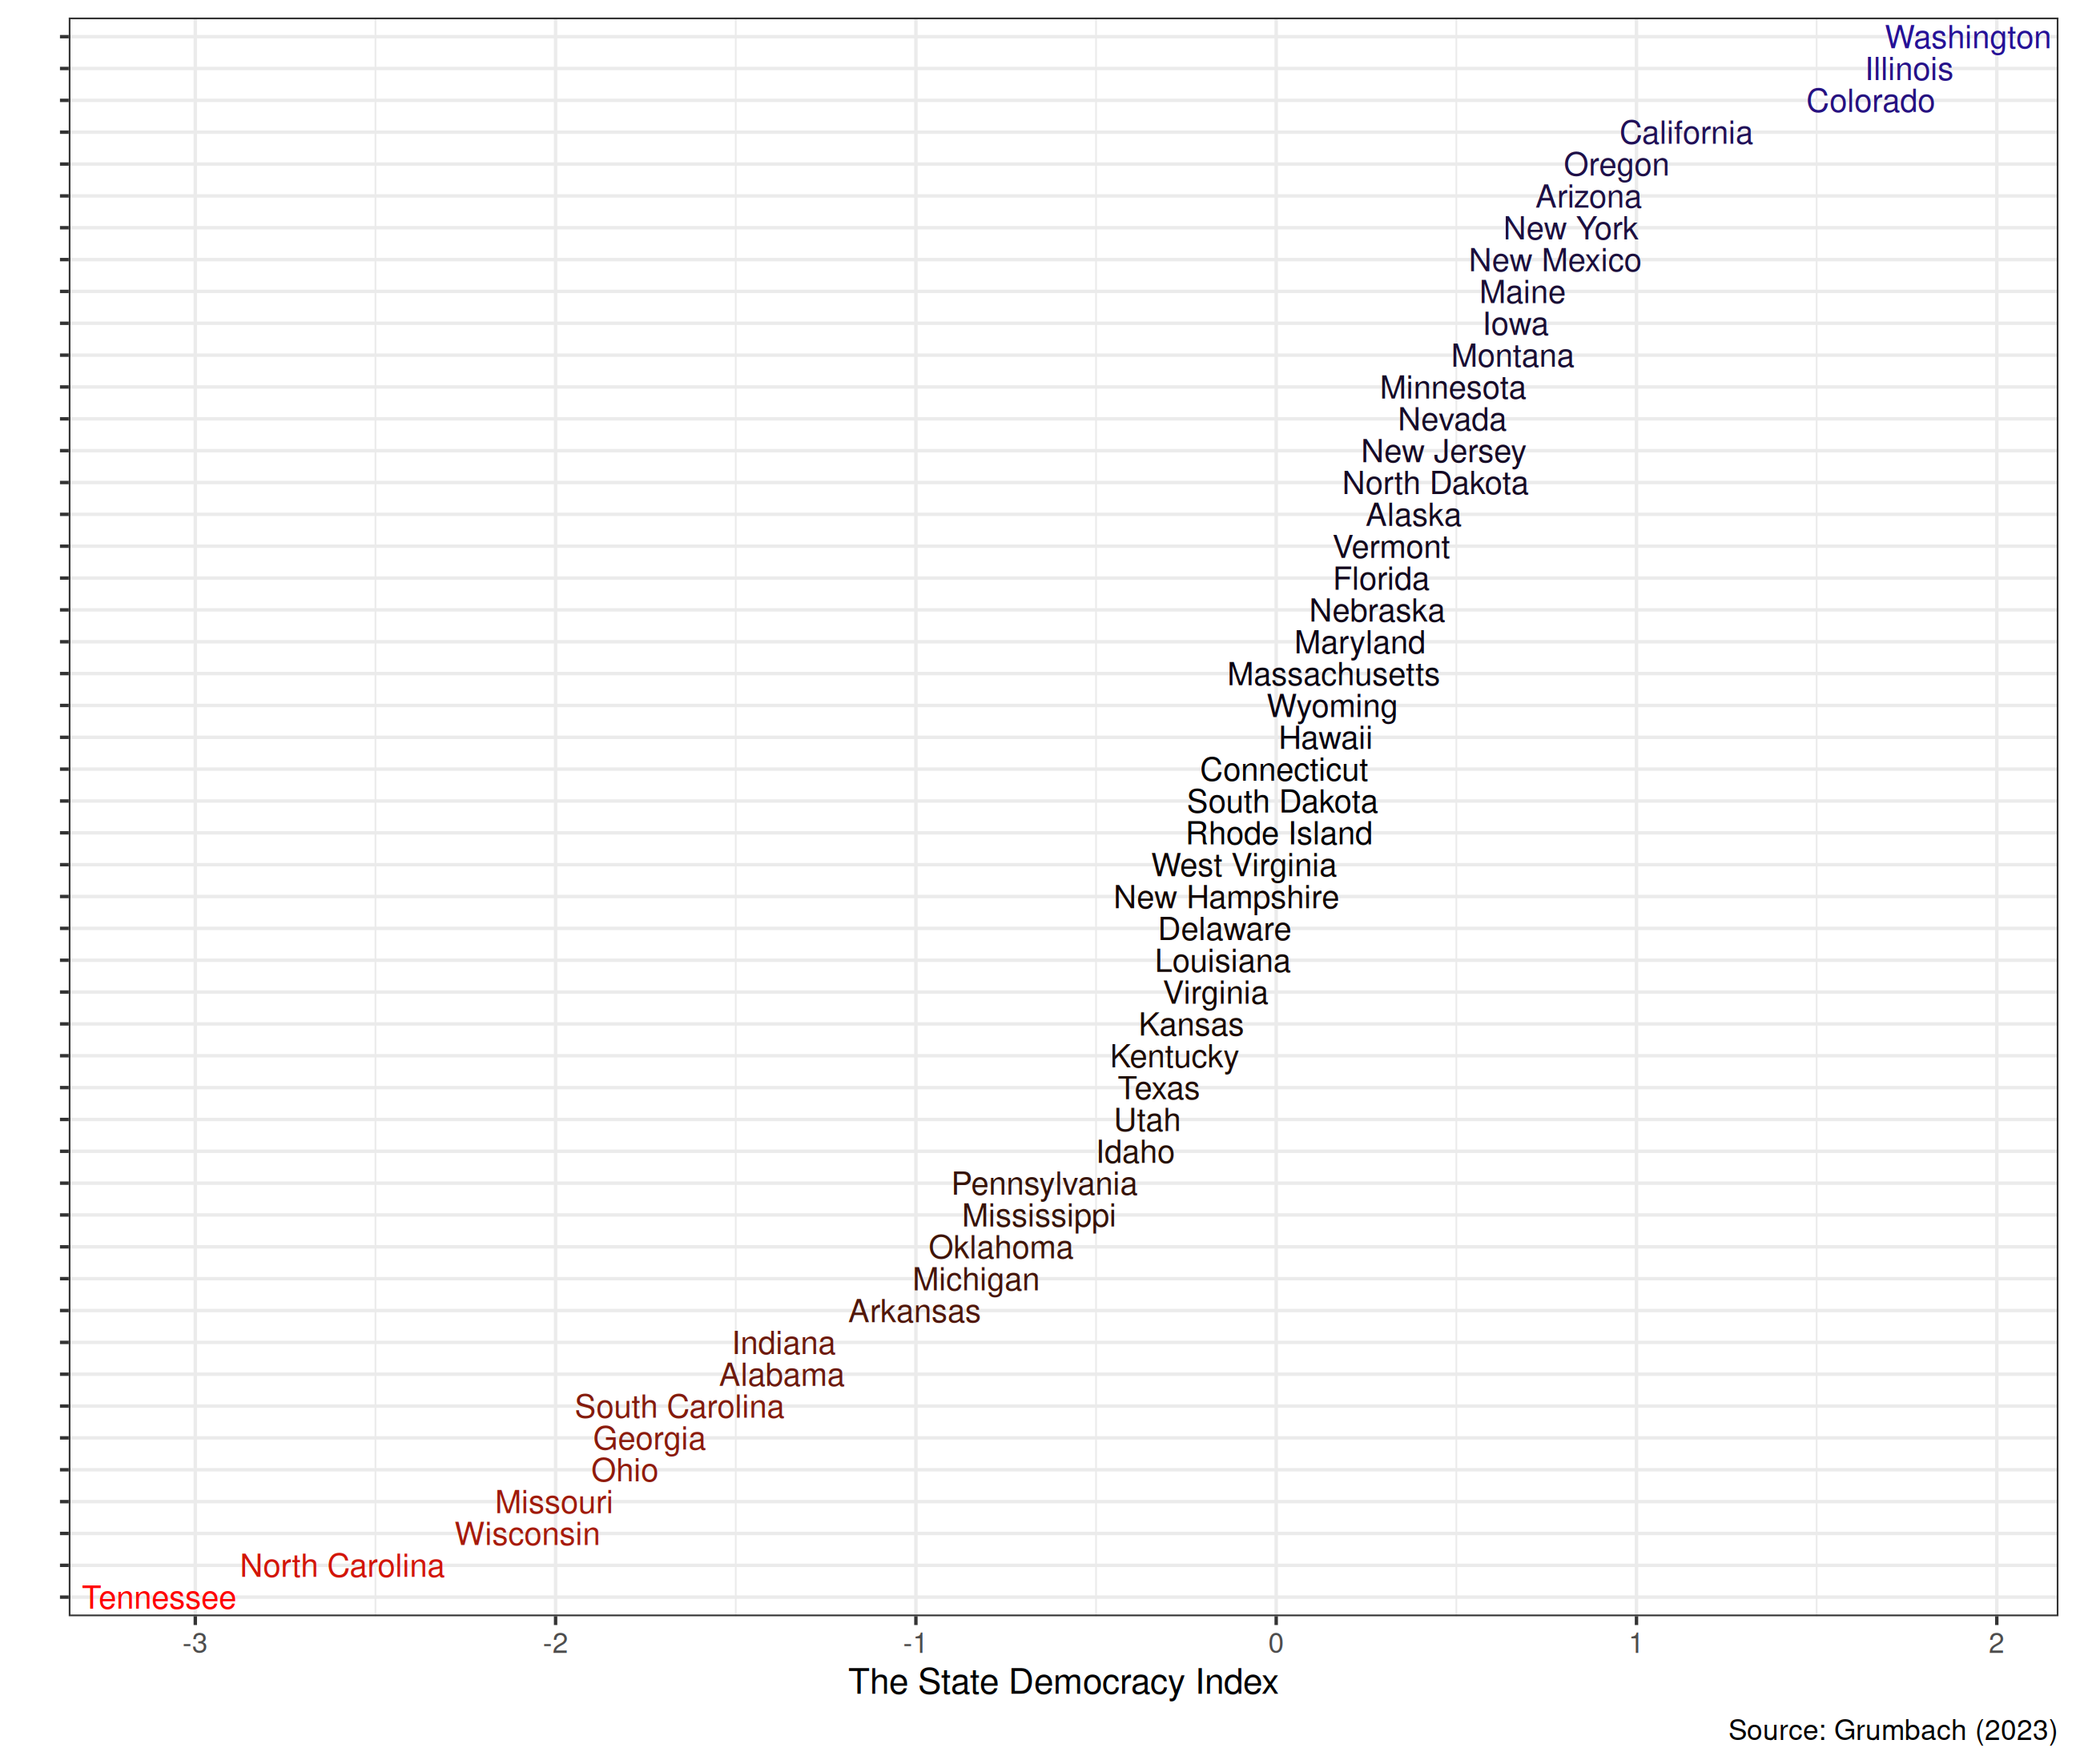 Washington
Illinois
Colorado
California
Oregon
Arizona
New York
New Mexico
Maine
Iowa
Montana
Minnesota
Nevada
New Jersey
North Dakota
Alaska
Vermont
Florida
Nebraska
Maryland
Massachusetts
Wyoming
Hawaii
Connecticut
South Dakota
Rhode Island
West Virginia
New Hampshire
Delaware
Louisiana
Virginia
Kansas
Kentucky
Texas
Utah
Idaho
Pennsylvania
Mississippi
Oklahoma
Michigan
Arkansas
Indiana
Alabama
South Carolina
Georgia
Ohio
Missouri
Wisconsin
North Carolina
Tennessee
-3 -2 -1 0 1 2
The State Democracy Index
Source: Grumbach (2023)